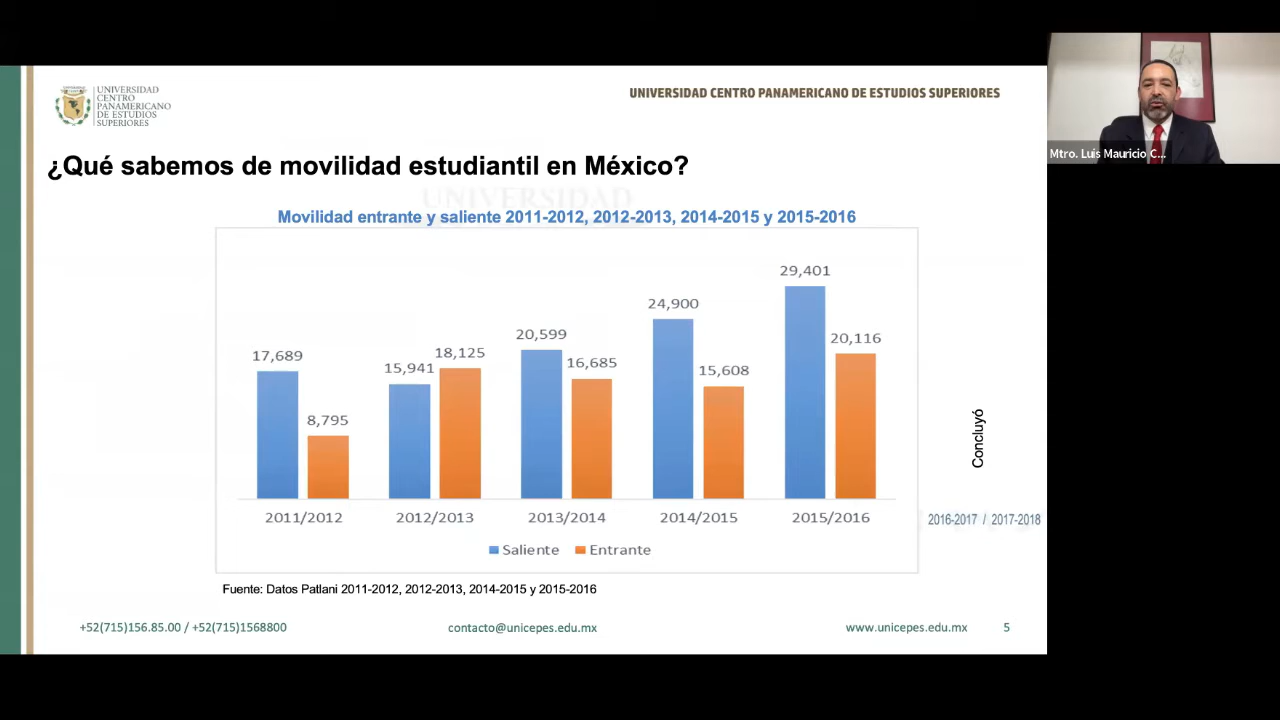 UNIVERSIDAD
CENTRO
PANAMERICANO
DE ESTUDIOS
SUPERIORES
UNIVERSIDAD CENTRO PANAMERICANO DE ESTUDIOS SUPERIORES
Mtro. Luis Mauricio C...
¿Qué sabemos de movilidad estudiantil en México?
UNIVERSIDAD
Movilidad entrante y saliente 2011-2012, 2012-2013, 2014-2015 y 2015-2016
17,689
8,795
15,941
18,125
20,599
16,685
24,900
15,608
29,401
20,116
2011/2012
2012/2013
2013/2014
2014/2015
2015/2016
Saliente
Entrante
Concluyó
2016-2017 / 2017-2018
Fuente: Datos Patlani 2011-2012, 2012-2013, 2014-2015 y 2015-2016
+52(715)156.85.00 / +52(715)1568800
contacto@unicepes.edu.mx
www.unicepes.edu.mx
5